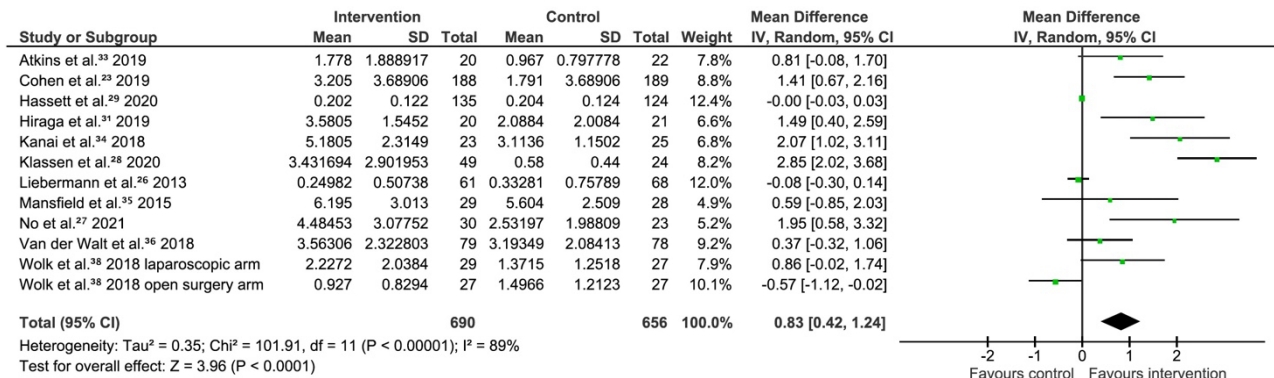 Intervention Control Mean Difference Mean Difference
Study or Subgroup Mean SD Total Mean SD Total Weight IV, Random, 95% CI IV, Random, 95% CI
Atkins et al.³³ 2019 1.778 1.888917 20 0.967 0.797778 22 7.8% 0.81 [-0.08, 1.70]
Cohen et al.²³ 2019 3.205 3.68906 188 1.791 3.68906 189 8.8% 1.41 [0.67, 2.16]
Hassett et al.²⁹ 2020 0.202 0.122 135 0.204 0.124 124 12.4% -0.00 [-0.03, 0.03]
Hiraga et al.³¹ 2019 3.5805 1.5452 20 2.0884 2.0084 21 6.6% 1.49 [0.40, 2.59]
Kanai et al.³⁴ 2018 5.1805 2.3149 23 3.1136 1.1502 25 6.9% 2.07 [1.02, 3.11]
Klassen et al.²⁸ 2020 3.431694 2.901953 49 0.58 0.44 24 8.2% 2.85 [2.02, 3.68]
Liebermann et al.²⁶ 2013 0.24982 0.50738 61 0.33281 0.75789 68 12.0% -0.08 [-0.30, 0.14]
Mansfield et al.³⁵ 2015 6.195 3.013 29 5.604 2.509 28 4.8% 0.59 [-0.85, 2.03]
No et al.²⁷ 2021 4.48453 3.07752 30 2.53197 1.98809 23 5.2% 1.95 [0.58, 3.32]
Van der Walt et al.³⁶ 2018 3.56306 2.322803 79 3.19349 2.08413 78 9.2% 0.37 [-0.32, 1.06]
Wolk et al.³⁸ 2018 laparoscopic arm 2.2272 2.0384 29 1.3715 1.2518 27 7.9% 0.86 [-0.02, 1.74]
Wolk et al.³⁸ 2018 open surgery arm 0.927 0.8294 27 1.4966 1.2123 27 10.1% -0.57 [-1.12, -0.02]
Total (95% CI) 690 656 100.0% 0.83 [0.42, 1.24]
Heterogeneity: Tau² = 0.35; Chi² = 101.91, df = 11 (P < 0.00001); I² = 89%
Test for overall effect: Z = 3.96 (P < 0.0001)
-2 -1 0 1 2
Favours control Favours intervention